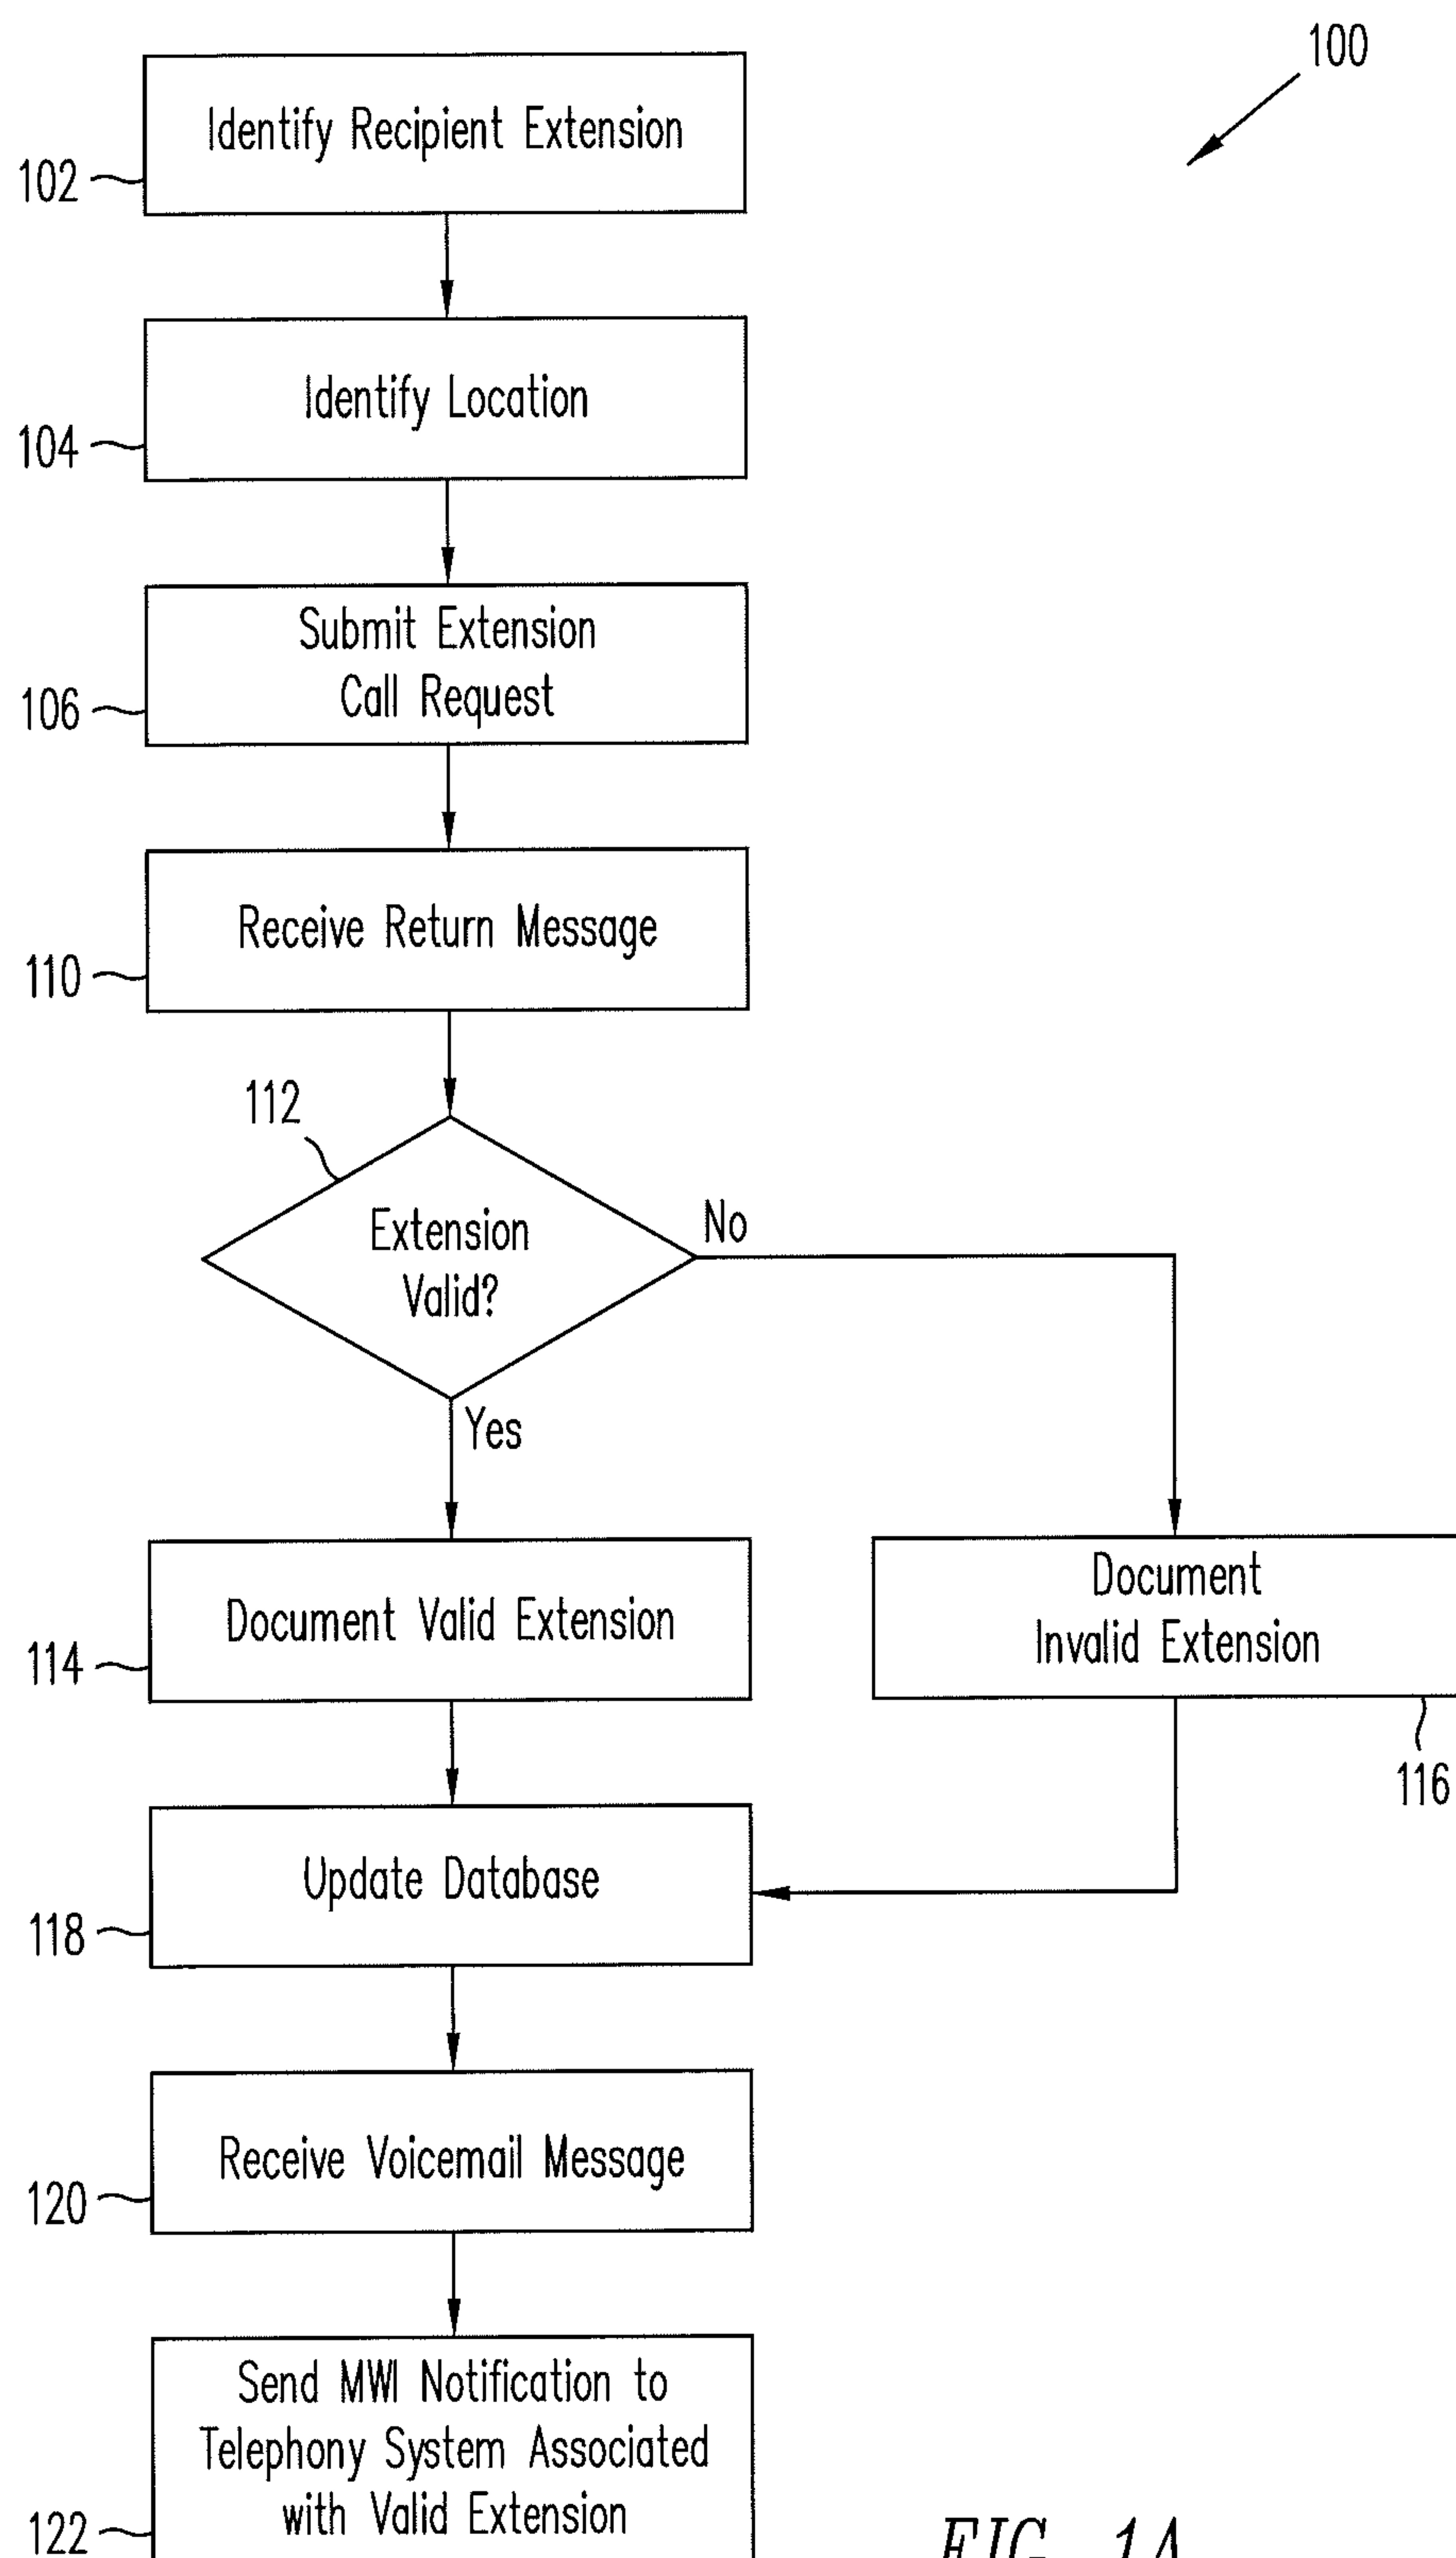 100
Identify Recipient Extension
102
Identify Location
104
Submit Extension
Call Request
106
Receive Return Message
110
112
Extension
Valid?
No
Yes
Document Valid Extension
114
Document
Invalid Extension
116
Update Database
118
Receive Voicemail Message
120
Send MWI Notification to
Telephony System Associated
with Valid Extension
122
FIG. 1A